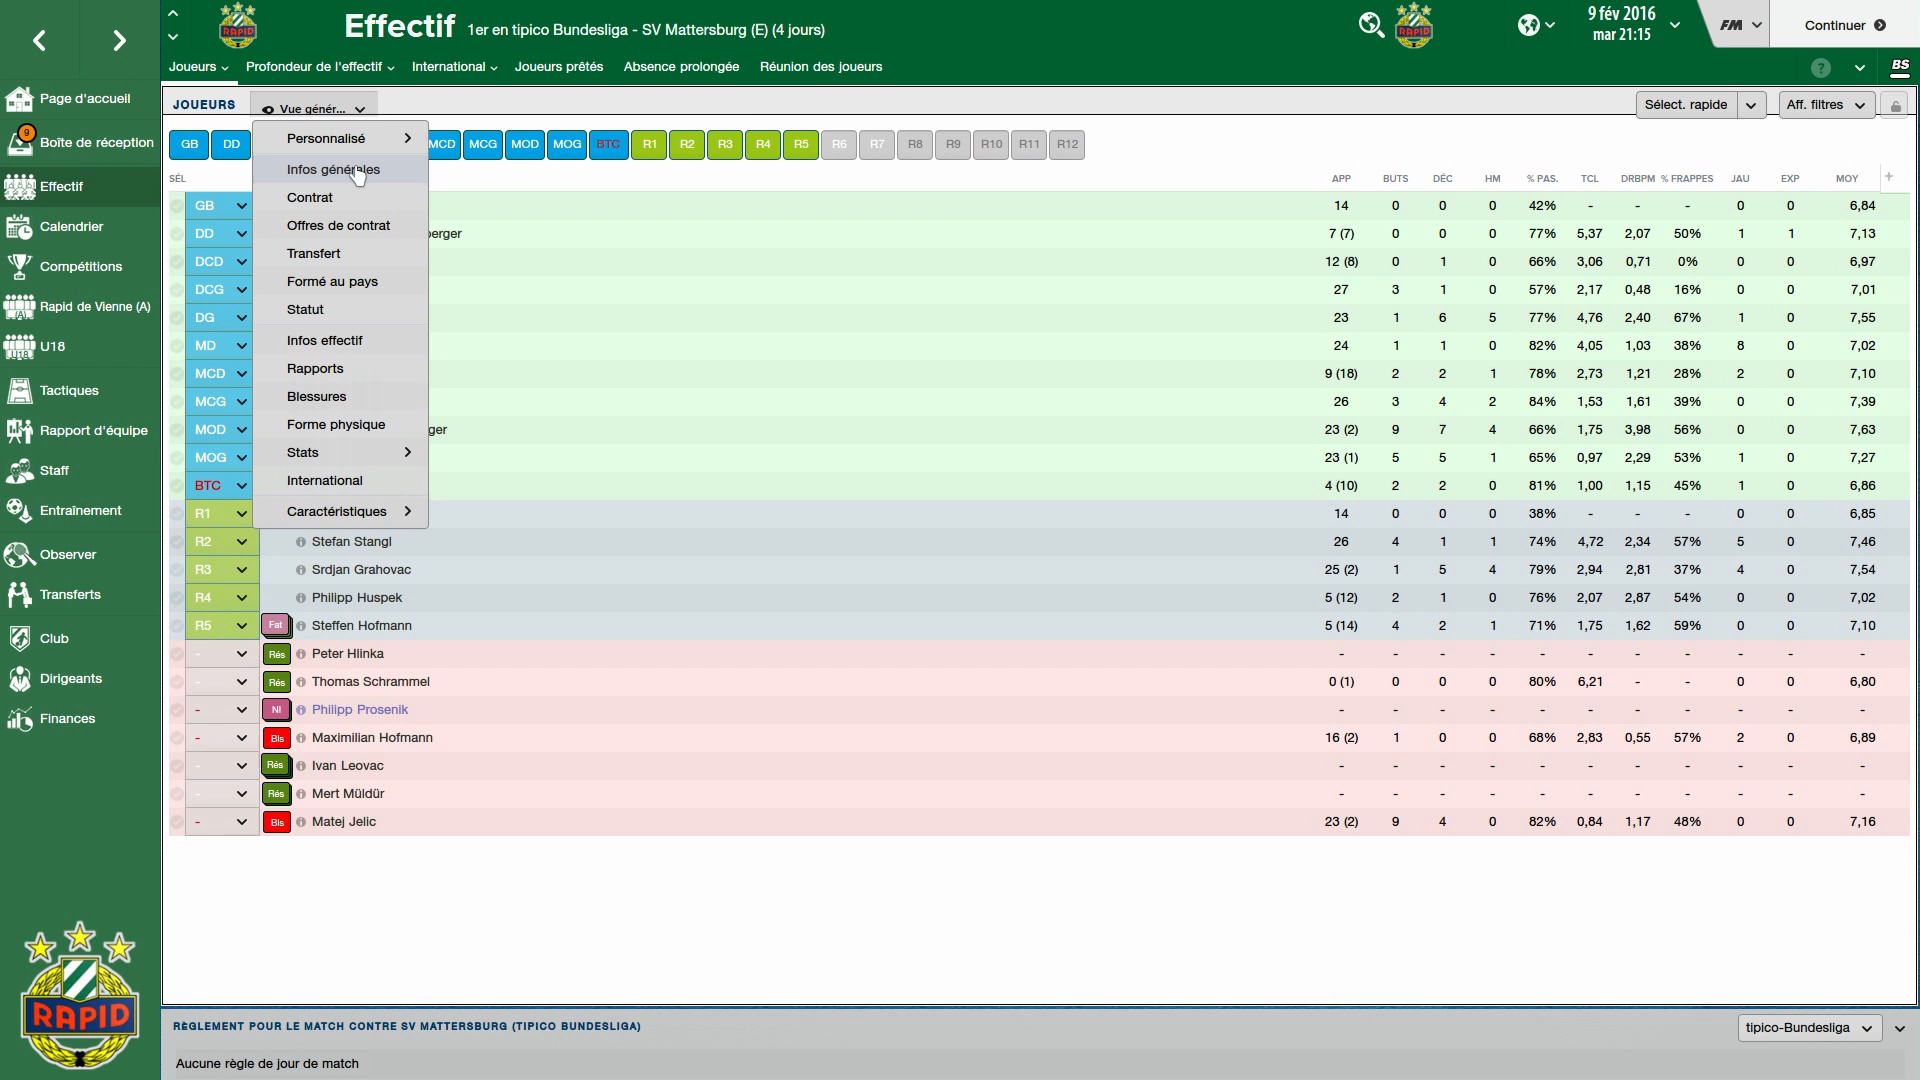 Effectif 1er en tipico Bundesliga - SV Mattersburg (E) (4 jours)
9 fév 2016
mar 21:15
FM
Continuer
Joueurs Profondeur de l'effectif International Joueurs prêtés Absence prolongée Réunion des joueurs
? BS
Page d'accueil
9
Boîte de réception
Effectif
Calendrier
Compétitions
Rapid de Vienne (A)
U18
Tactiques
Rapport d'équipe
Staff
Entraînement
Observer
Transferts
Club
Dirigeants
Finances
RAPID
JOUEURS Vue génér... Sélect. rapide Aff. filtres
GB DD MCD MCG MOD MOG BTC R1 R2 R3 R4 R5 R6 R7 R8 R9 R10 R11 R12
Personnalisé
Infos générales
Contrat
Offres de contrat
Transfert
Formé au pays
Statut
Infos effectif
Rapports
Blessures
Forme physique
Stats
International
Caractéristiques
SÉL APP BUTS DÉC HM % PAS. TCL DRBPM % FRAPPES JAU EXP MOY +
GB 14 0 0 0 42% - - - 0 0 6,84
DD berger 7 (7) 0 0 0 77% 5,37 2,07 50% 1 1 7,13
DCD 12 (8) 0 1 0 66% 3,06 0,71 0% 0 0 6,97
DCG 27 3 1 0 57% 2,17 0,48 16% 0 0 7,01
DG 23 1 6 5 77% 4,76 2,40 67% 1 0 7,55
MD 24 1 1 0 82% 4,05 1,03 38% 8 0 7,02
MCD 9 (18) 2 2 1 78% 2,73 1,21 28% 2 0 7,10
MCG 26 3 4 2 84% 1,53 1,61 39% 0 0 7,39
MOD ger 23 (2) 9 7 4 66% 1,75 3,98 56% 0 0 7,63
MOG 23 (1) 5 5 1 65% 0,97 2,29 53% 1 0 7,27
BTC 4 (10) 2 2 0 81% 1,00 1,15 45% 1 0 6,86
R1 14 0 0 0 38% - - - 0 0 6,85
R2 Stefan Stangl 26 4 1 1 74% 4,72 2,34 57% 5 0 7,46
R3 Srdjan Grahovac 25 (2) 1 5 4 79% 2,94 2,81 37% 4 0 7,54
R4 Philipp Huspek 5 (12) 2 1 0 76% 2,07 2,87 54% 0 0 7,02
R5 Fat Steffen Hofmann 5 (14) 4 2 1 71% 1,75 1,62 59% 0 0 7,10
- Rés Peter Hlinka - - - - - - - - - - -
- Rés Thomas Schrammel 0 (1) 0 0 0 80% 6,21 - - 0 0 6,80
- NI Philipp Prosenik - - - - - - - - - - -
- Bls Maximilian Hofmann 16 (2) 1 0 0 68% 2,83 0,55 57% 2 0 6,89
- Rés Ivan Leovac - - - - - - - - - - -
- Rés Mert Müldür - - - - - - - - - - -
- Bls Matej Jelic 23 (2) 9 4 0 82% 0,84 1,17 48% 0 0 7,16
RÈGLEMENT POUR LE MATCH CONTRE SV MATTERSBURG (TIPICO BUNDESLIGA) tipico-Bundesliga
Aucune règle de jour de match